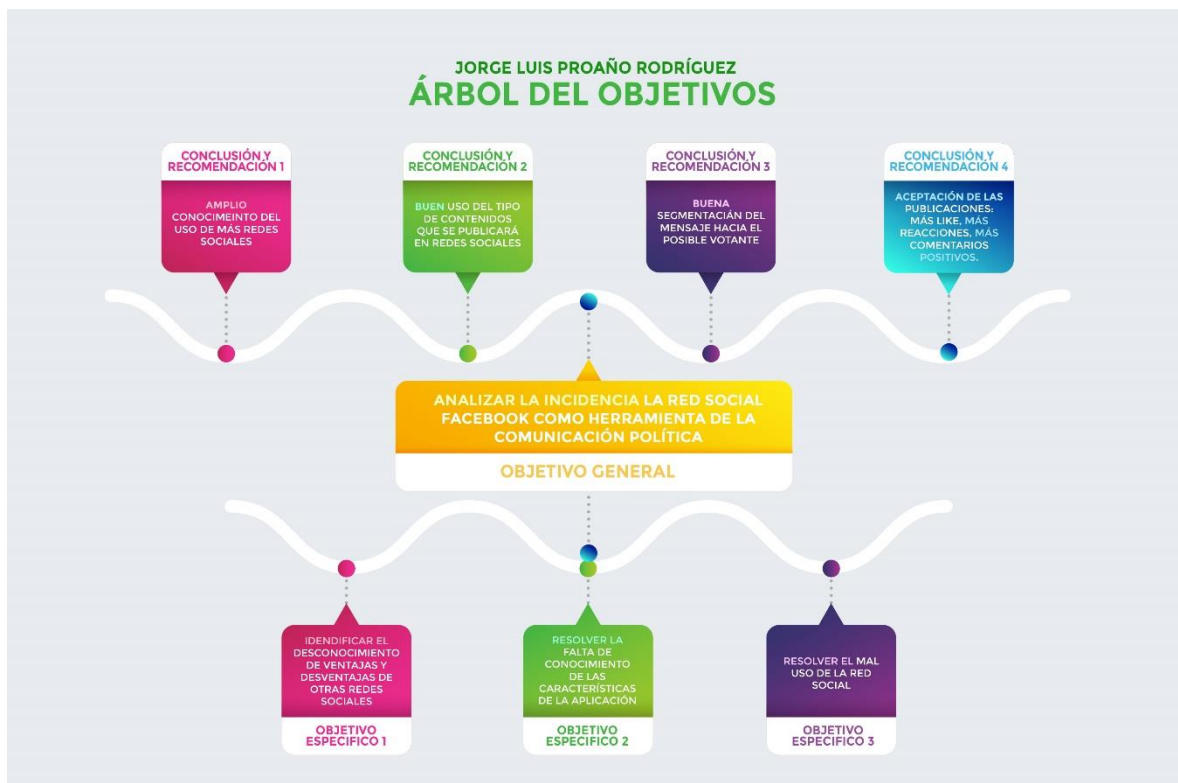 JORGE LUIS PROAÑO RODRÍGUEZ
ÁRBOL DEL OBJETIVOS
CONCLUSIÓN Y
RECOMENDACIÓN 1
AMPLIO
CONOCIMEINTO DEL
USO DE MÁS REDES
SOCIALES
CONCLUSIÓN Y
RECOMENDACIÓN 2
BUEN USO DEL TIPO
DE CONTENIDOS
QUE SE PUBLICARÁ
EN REDES SOCIALES
CONCLUSIÓN Y
RECOMENDACIÓN 3
BUENA
SEGMENTACIÁN DEL
MENSAJE HACIA EL
POSIBLE VOTANTE
CONCLUSIÓN Y
RECOMENDACIÓN 4
ACEPTACIÓN DE LAS
PUBLICACIONES:
MÁS LIKE, MÁS
REACCIONES, MÁS
COMENTARIOS
POSITIVOS.
ANALIZAR LA INCIDENCIA LA RED SOCIAL
FACEBOOK COMO HERRAMIENTA DE LA
COMUNICACIÓN POLÍTICA
OBJETIVO GENERAL
IDENDIFICAR EL
DESCONOCIMIENTO
DE VENTAJAS Y
DESVENTAJAS DE
OTRAS REDES
SOCIALES
OBJETIVO
ESPECIFICO 1
RESOLVER LA
FALTA DE
CONOCIMIENTO
DE LAS
CARACTERÍSTICAS
DE LA APLICACIÓN
OBJETIVO
ESPECIFICO 2
RESOLVER EL MAL
USO DE LA RED
SOCIAL
OBJETIVO
ESPECIFICO 3